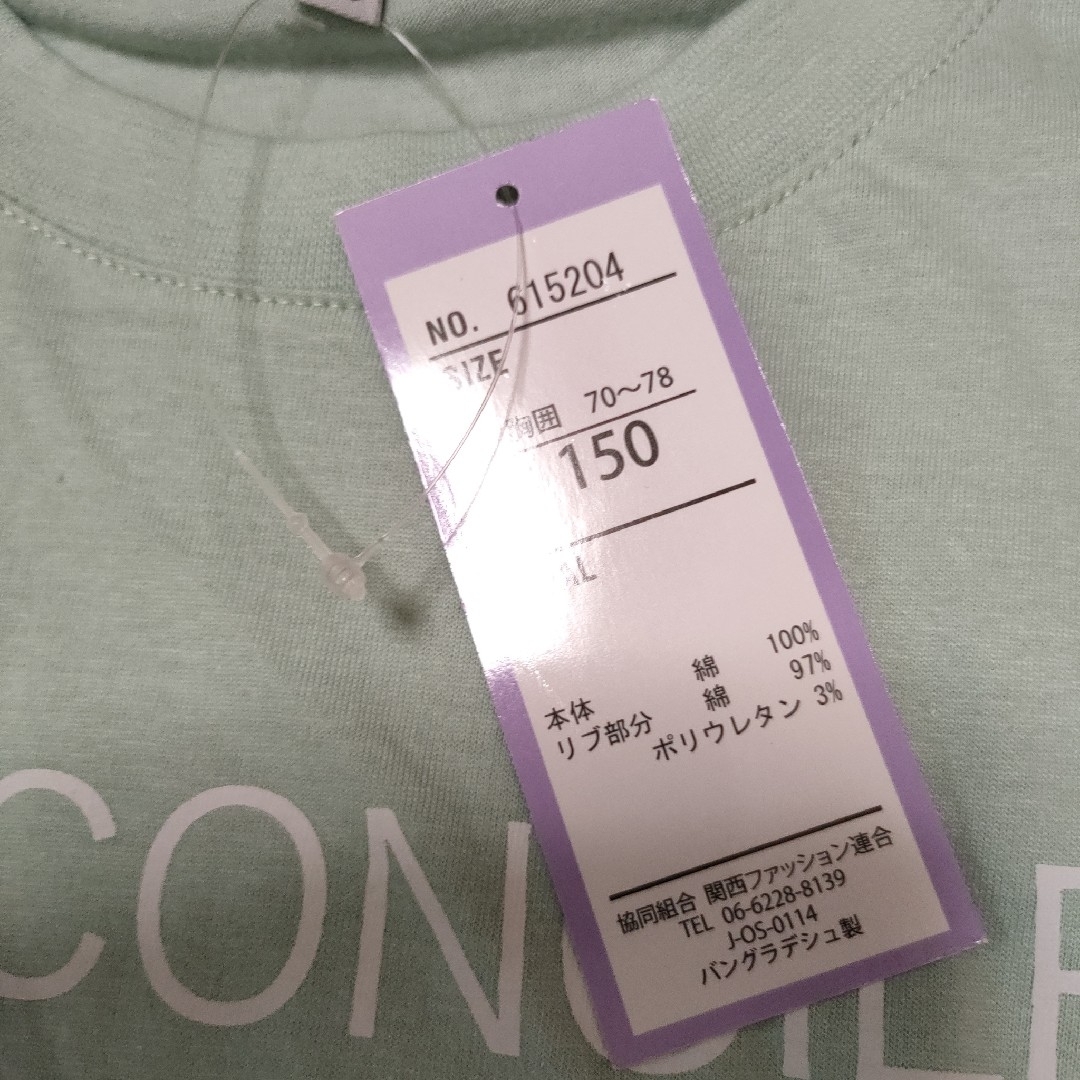 NO. 615204
SIZE
胸囲 70〜78
150
本体 綿 100%
リブ部分 綿 97%
ポリウレタン 3%
協同組合 関西ファッション連合
TEL 06-6228-8139
J-OS-0114
バングラデシュ製
CON